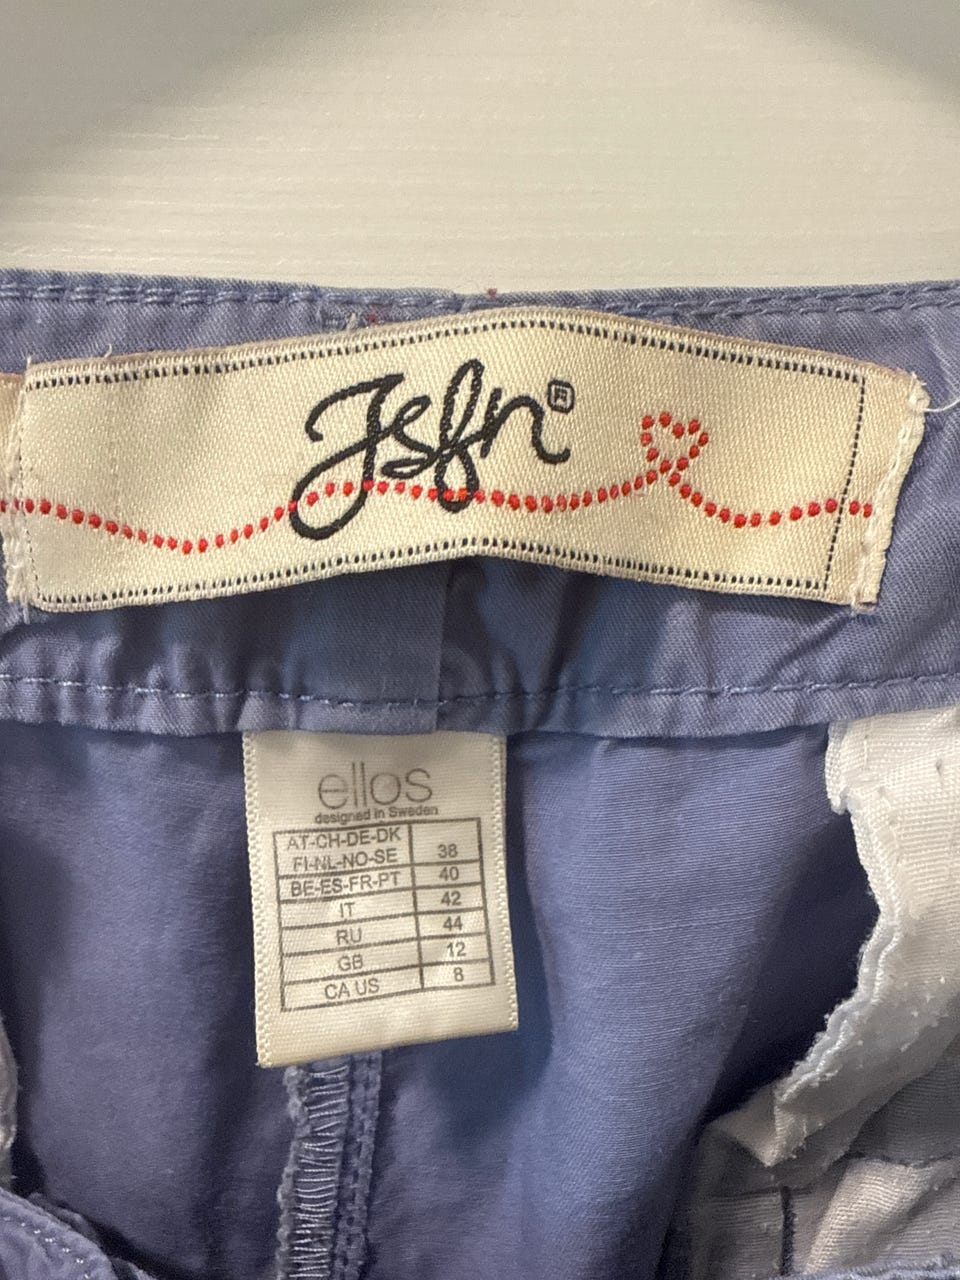 Jsfn®
ellos
designed in Sweden
AT-CH-DE-DK
FI-NL-NO-SE 38
BE-ES-FR-PT 40
IT 42
RU 44
GB 12
CA US 8